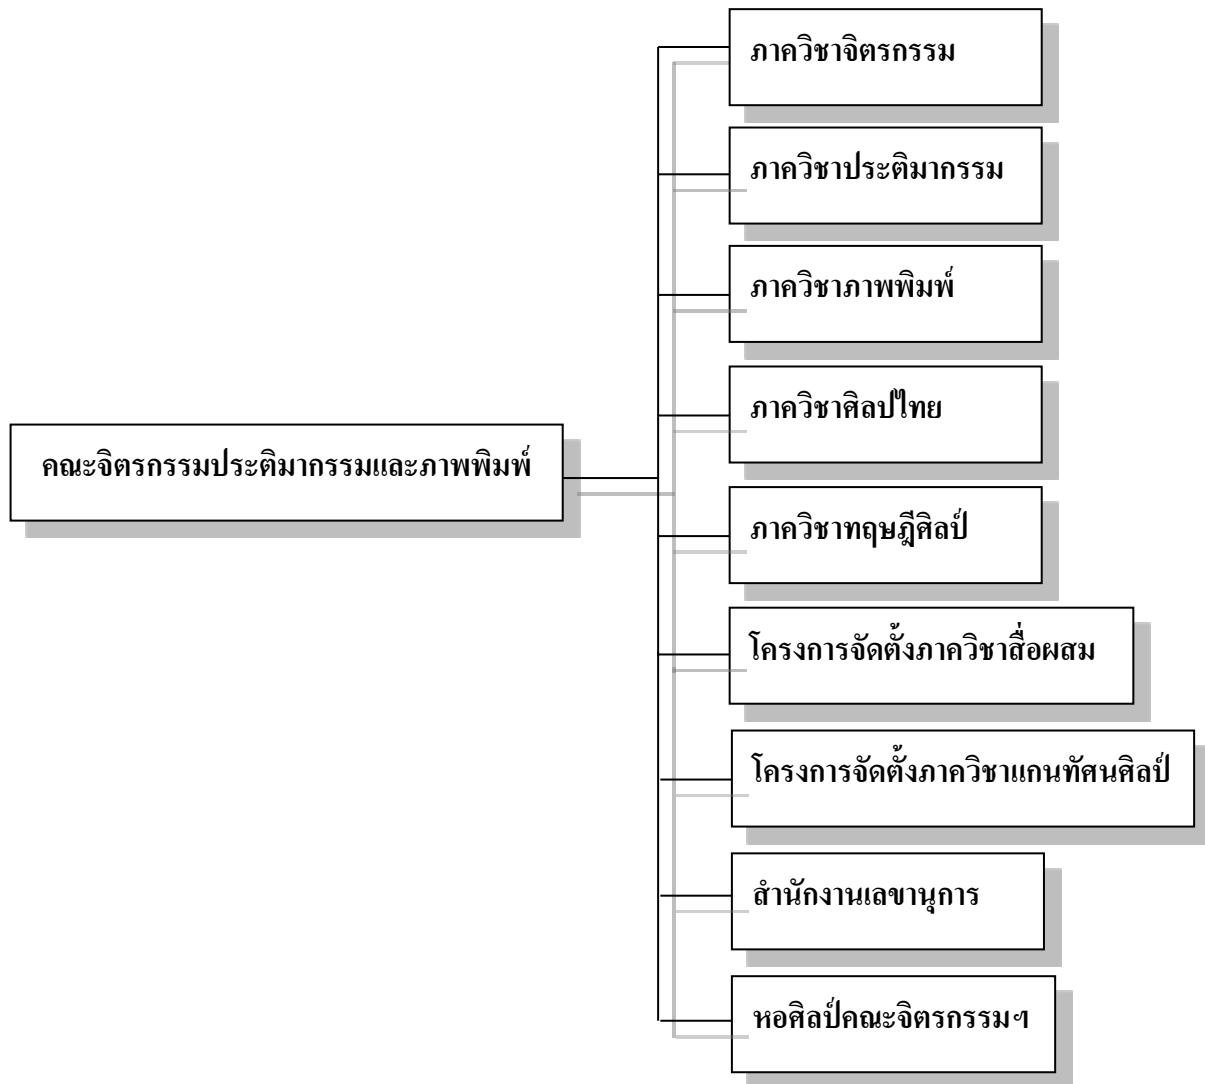 ภาควิชาจิตรกรรม
ภาควิชาประติมากรรม
ภาควิชาภาพพิมพ์
ภาควิชาศิลปไทย
คณะจิตรกรรมประติมากรรมและภาพพิมพ์
ภาควิชาทฤษฎีศิลป์
โครงการจัดตั้งภาควิชาสื่อผสม
โครงการจัดตั้งภาควิชาแกนทัศนศิลป์
สำนักงานเลขานุการ
หอศิลป์คณะจิตรกรรมฯ